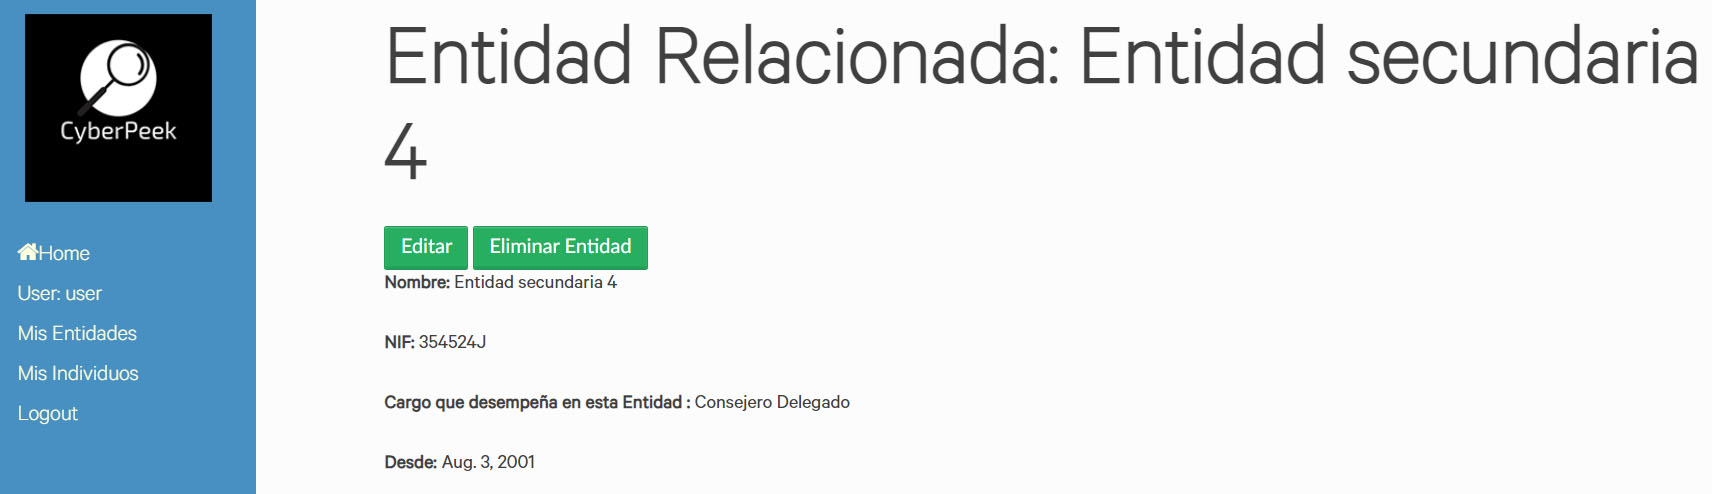 CyberPeek
Home
User: user
Mis Entidades
Mis Individuos
Logout
Entidad Relacionada: Entidad secundaria
4
Editar Eliminar Entidad
Nombre: Entidad secundaria 4
NIF: 354524J
Cargo que desempeña en esta Entidad : Consejero Delegado
Desde: Aug. 3, 2001